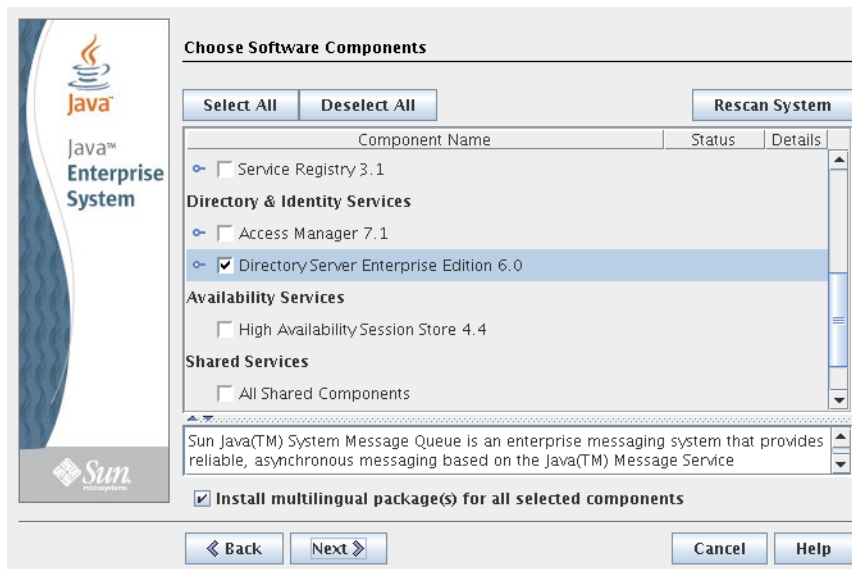 Java™
Java™
Enterprise
System
Sun
microsystems
Choose Software Components
Select All Deselect All Rescan System
Component Name Status Details
Service Registry 3.1
Directory & Identity Services
Access Manager 7.1
Directory Server Enterprise Edition 6.0
Availability Services
High Availability Session Store 4.4
Shared Services
All Shared Components
Sun Java(TM) System Message Queue is an enterprise messaging system that provides
reliable, asynchronous messaging based on the Java(TM) Message Service
Install multilingual package(s) for all selected components
Back Next Cancel Help